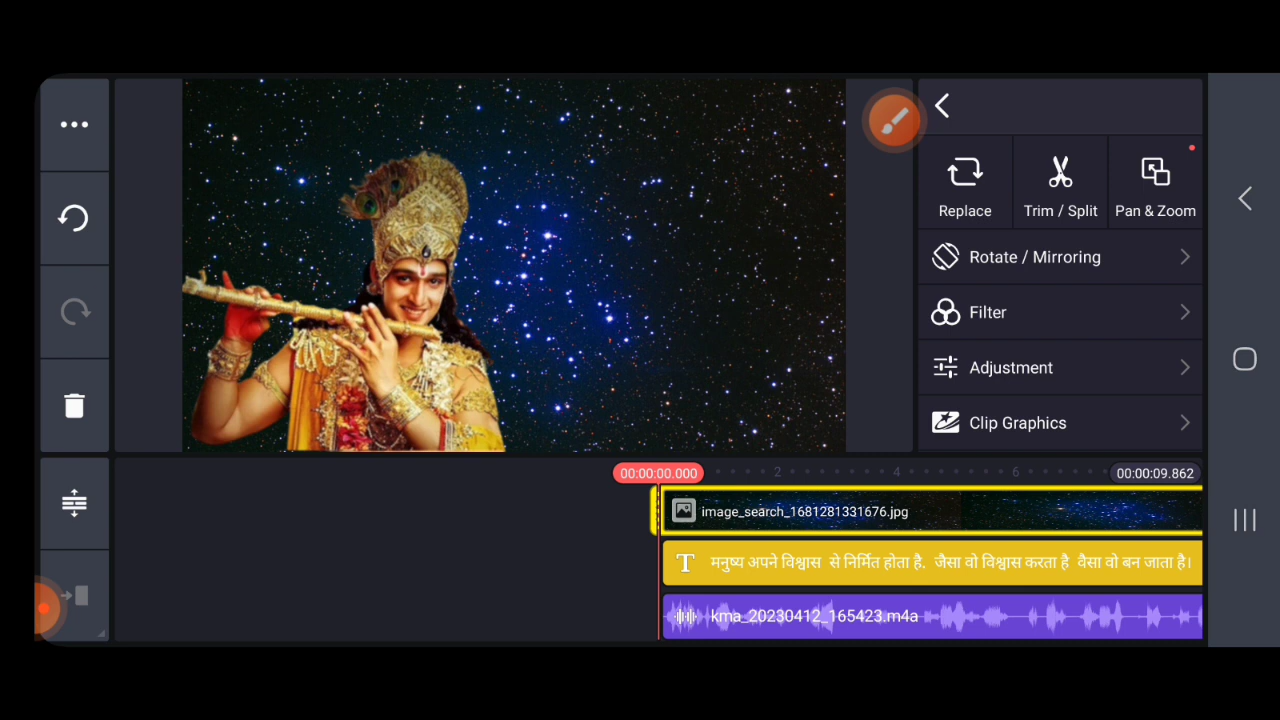 Replace
Trim / Split
Pan & Zoom
Rotate / Mirroring
Filter
Adjustment
Clip Graphics
00:00:00.000
2
4
6
00:00:09.862
image_search_1681281331676.jpg
T मनुष्य अपने विश्वास से निर्मित होता है. जैसा वो विश्वास करता है वैसा वो बन जाता है।
kma_20230412_165423.m4a